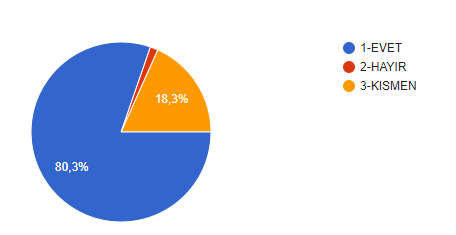 1-EVET
2-HAYIR
3-KISMEN
18,3%
80,3%